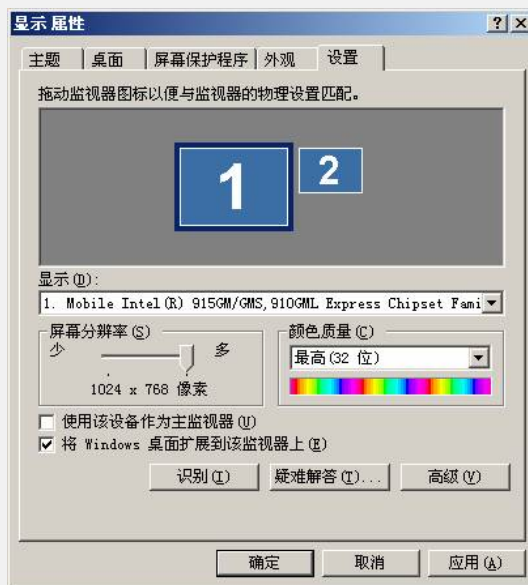 显示 属性
主题 桌面 屏幕保护程序 外观 设置
拖动监视器图标以便与监视器的物理设置匹配。
1 2
显示(D):
1. Mobile Intel(R) 915GM/GMS,910GML Express Chipset Fami
屏幕分辨率(S) 颜色质量(C)
少 多 最高(32 位)
1024 x 768 像素
使用该设备作为主监视器(U)
将 Windows 桌面扩展到该监视器上(E)
识别(I) 疑难解答(T)... 高级(V)
确定 取消 应用(A)